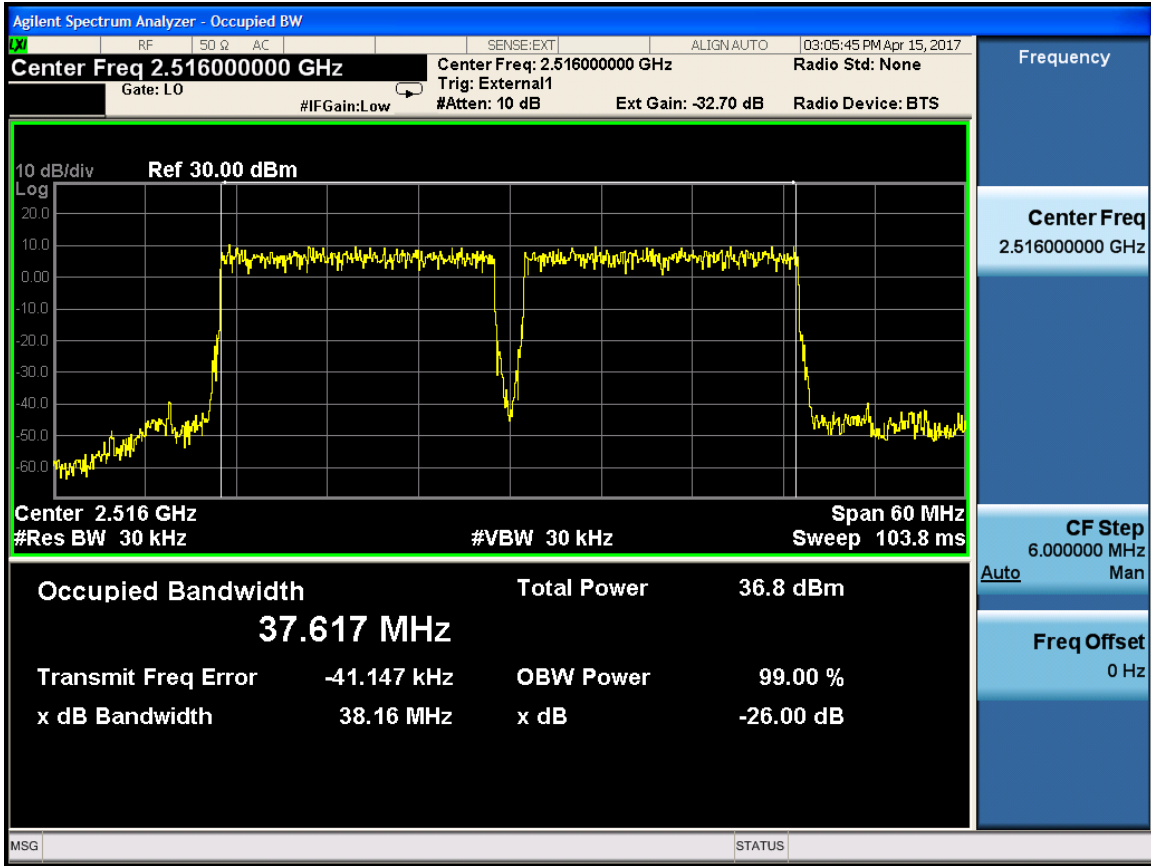 Agilent Spectrum Analyzer - Occupied BW
LXI RF 50 Ω AC SENSE:EXT ALIGN AUTO 03:05:45 PM Apr 15, 2017
Center Freq 2.516000000 GHz
Gate: LO
#IFGain:Low
Center Freq: 2.516000000 GHz
Trig: External1
#Atten: 10 dB
Ext Gain: -32.70 dB
Radio Std: None
Radio Device: BTS
10 dB/div Ref 30.00 dBm
Log
20.0
10.0
0.00
-10.0
-20.0
-30.0
-40.0
-50.0
-60.0
Center 2.516 GHz Span 60 MHz
#Res BW 30 kHz #VBW 30 kHz Sweep 103.8 ms
Occupied Bandwidth
37.617 MHz
Total Power 36.8 dBm
Transmit Freq Error -41.147 kHz OBW Power 99.00 %
x dB Bandwidth 38.16 MHz x dB -26.00 dB
Frequency
Center Freq
2.516000000 GHz
CF Step
6.000000 MHz
Auto Man
Freq Offset
0 Hz
MSG STATUS